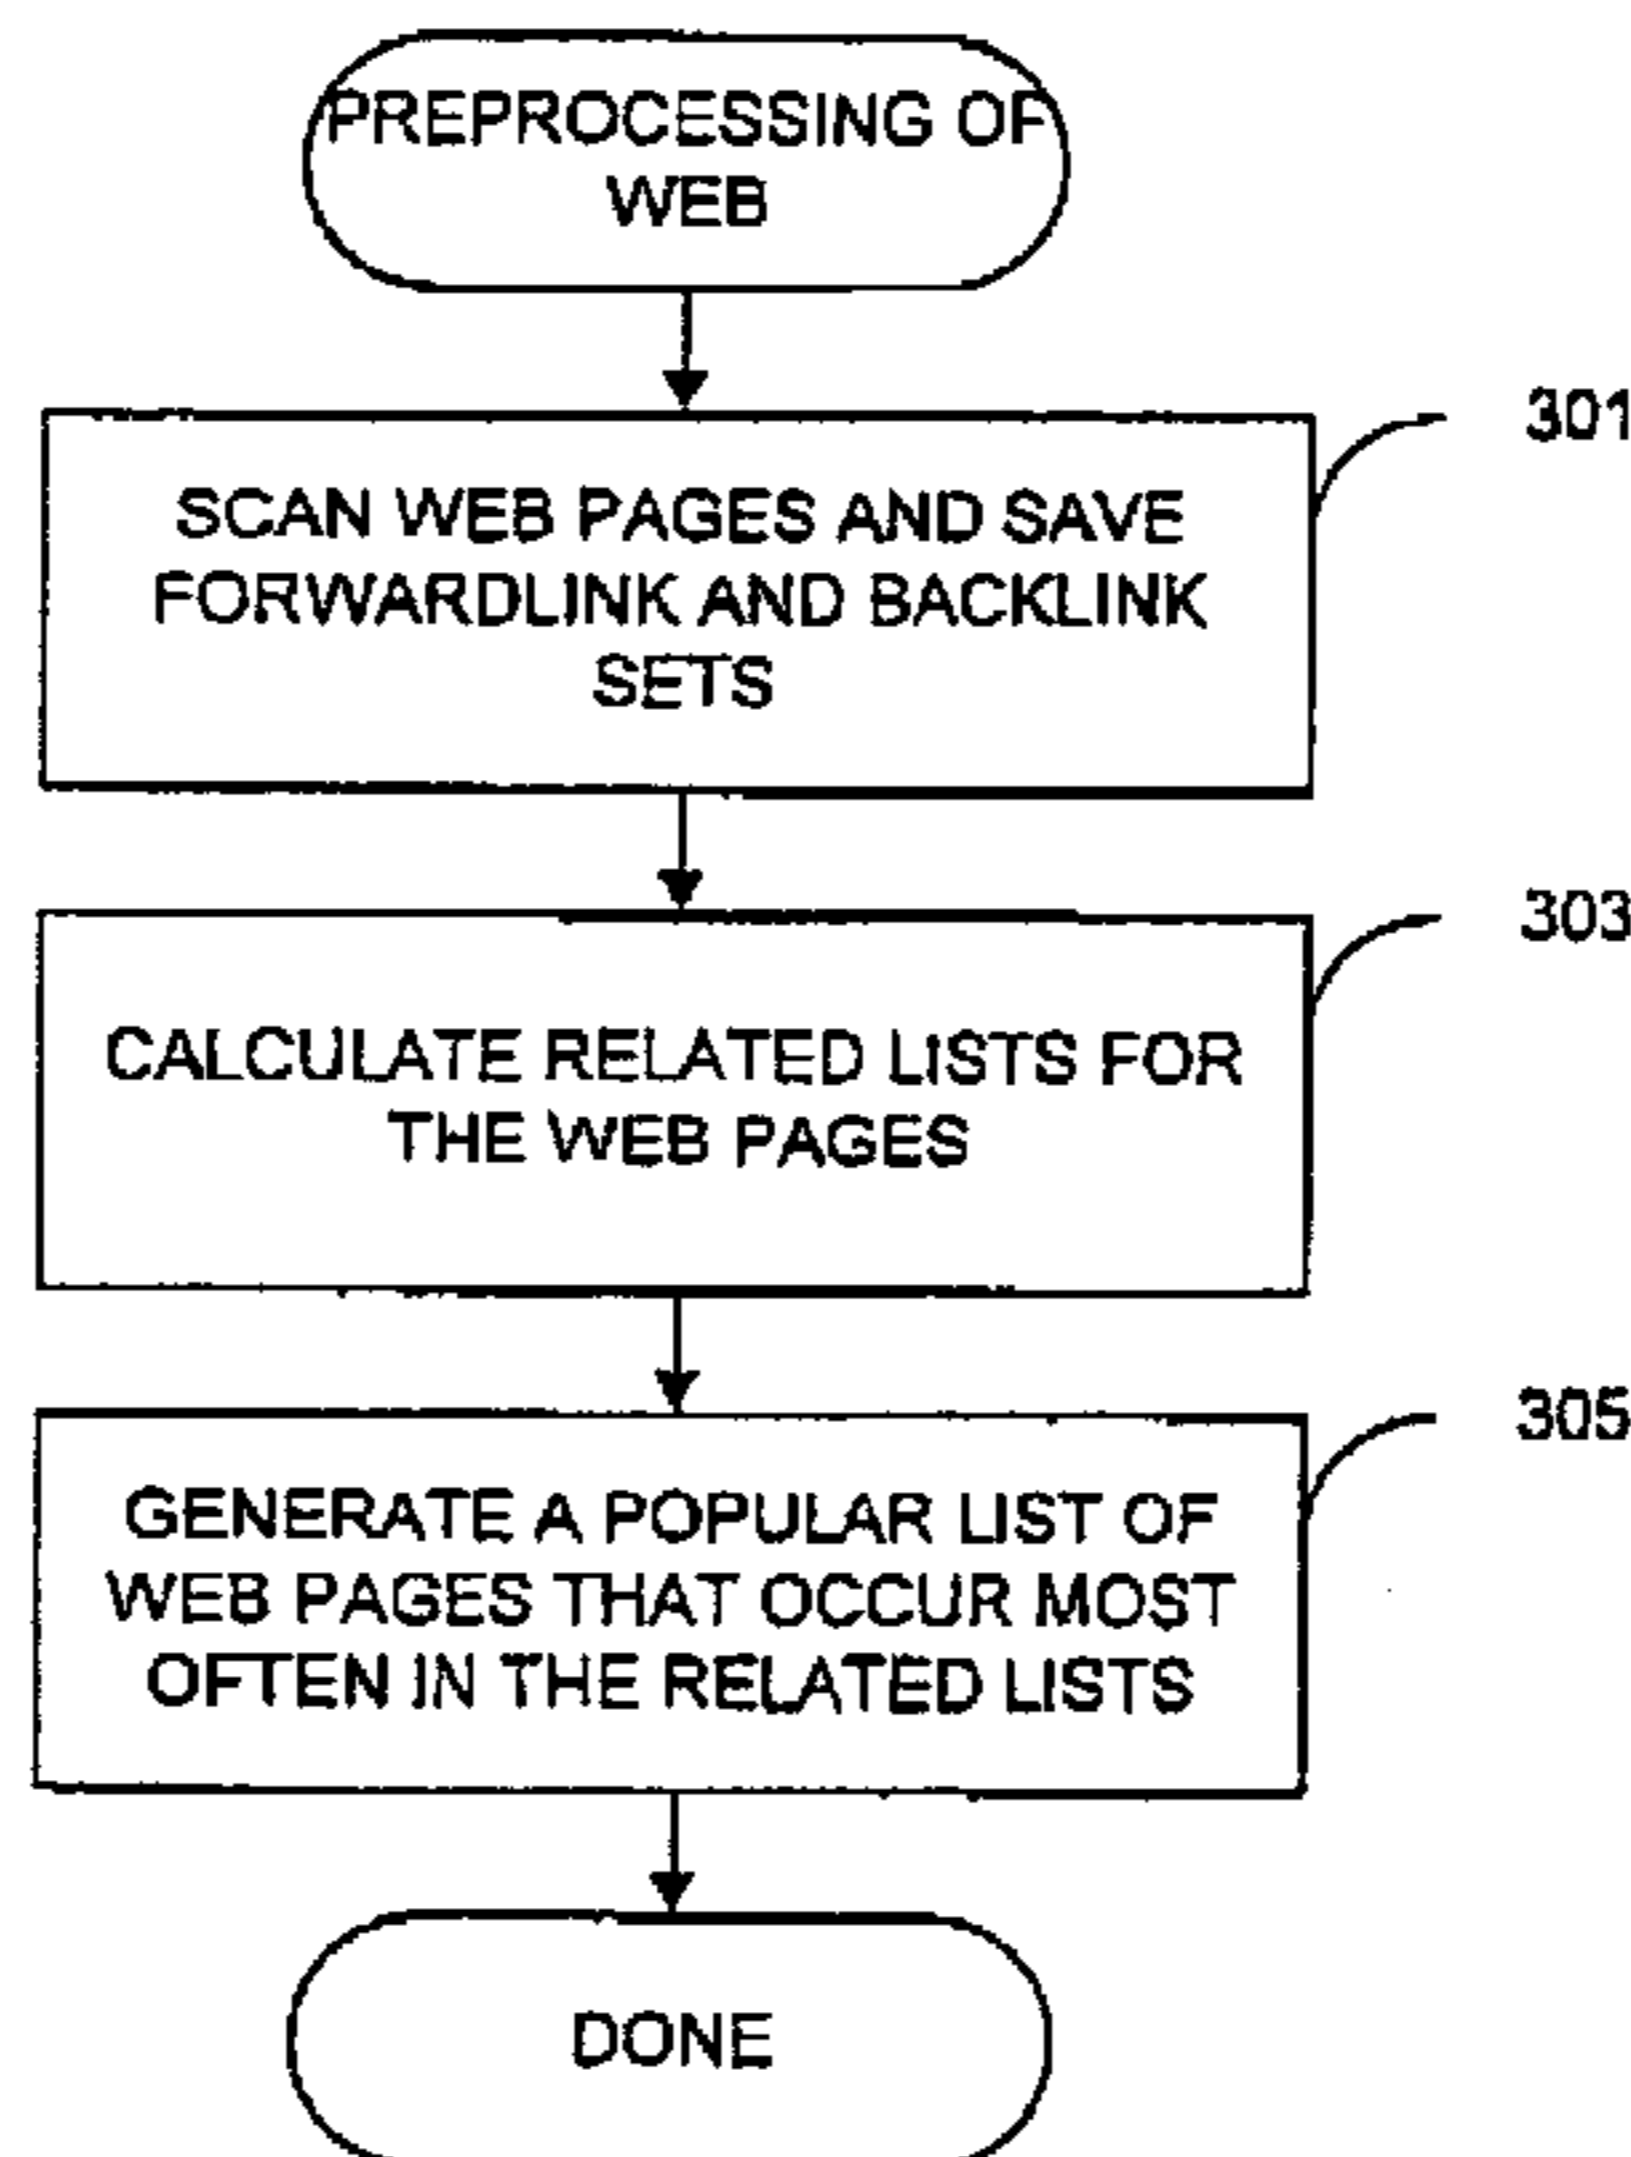 PREPROCESSING OF
WEB
301
SCAN WEB PAGES AND SAVE
FORWARDLINK AND BACKLINK
SETS
303
CALCULATE RELATED LISTS FOR
THE WEB PAGES
305
GENERATE A POPULAR LIST OF
WEB PAGES THAT OCCUR MOST
OFTEN IN THE RELATED LISTS
DONE